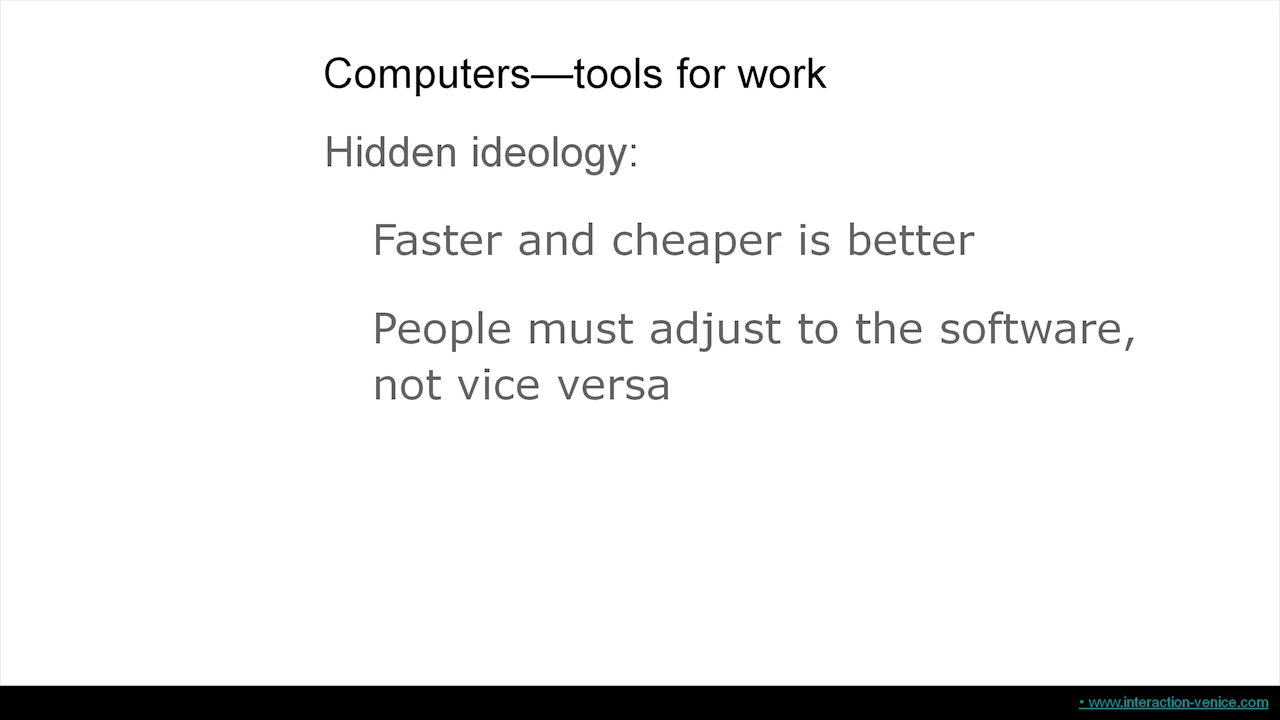 Computers—tools for work
Hidden ideology:
Faster and cheaper is better
People must adjust to the software,
not vice versa
• www.interaction-venice.com